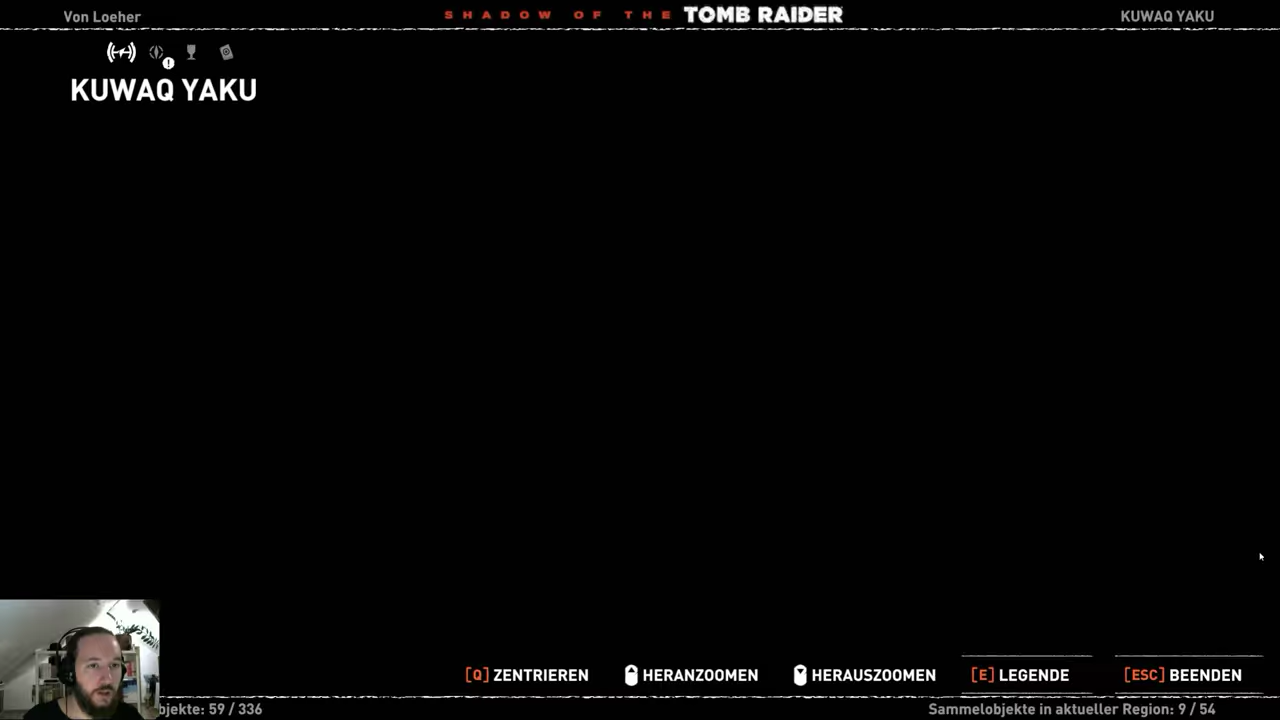 Von Loeher
SHADOW OF THE TOMB RAIDER
KUWAQ YAKU
KUWAQ YAKU
[Q] ZENTRIEREN
HERANZOOMEN
HERAUSZOOMEN
[E] LEGENDE
[ESC] BEENDEN
bjekte: 59 / 336
Sammelobjekte in aktueller Region: 9 / 54